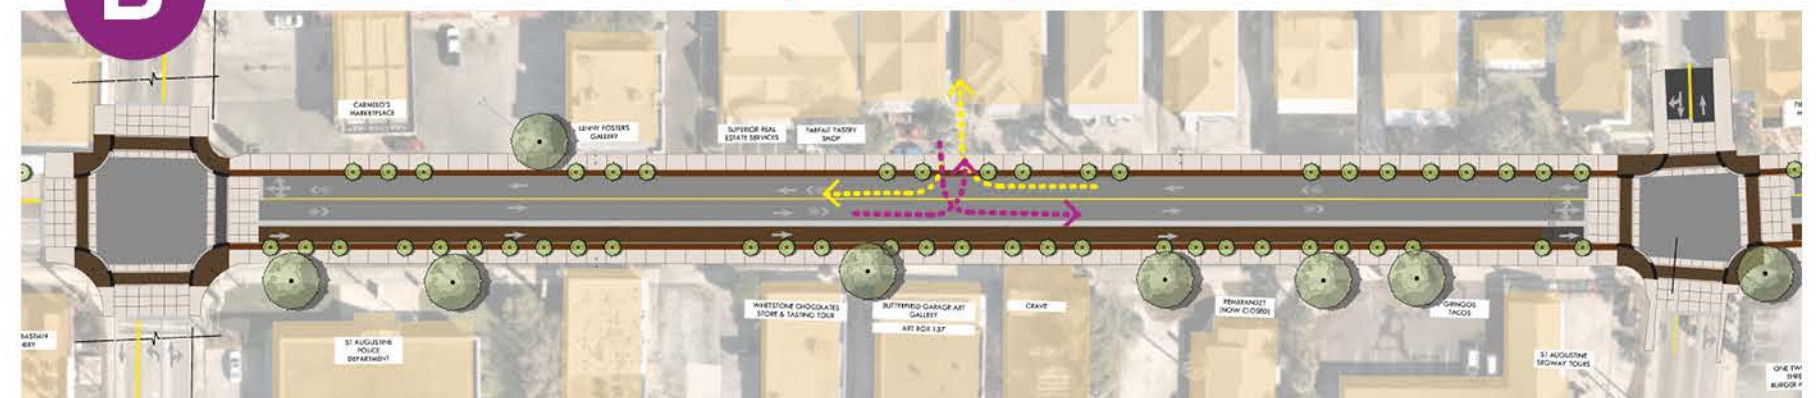 B
CARMELO'S
MARKETPLACE
LENNY FOSTER'S
GALLERY
SUPERIOR REAL
ESTATE SERVICES
PARFAIT PASTRY
SHOP
WHETSTONE CHOCOLATES
STORE & TASTING TOUR
BUTTERFIELD GARAGE ART
GALLERY
ART BOX 137
CRAVE
NOW CLOSED
GRINGOS
TACOS
ST AUGUSTINE
POLICE
DEPARTMENT
ST AUGUSTINE
SEGWAY TOURS